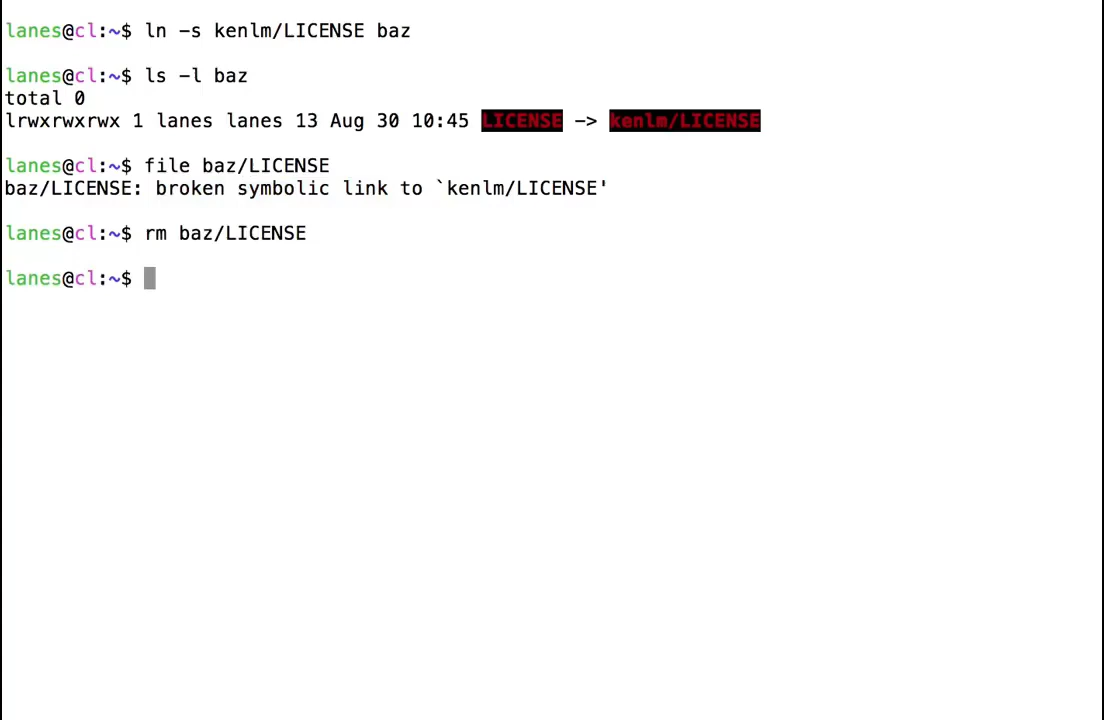 lanes@cl:~$ ln -s kenlm/LICENSE baz
lanes@cl:~$ ls -l baz
total 0
lrwxrwxrwx 1 lanes lanes 13 Aug 30 10:45 LICENSE -> kenlm/LICENSE
lanes@cl:~$ file baz/LICENSE
baz/LICENSE: broken symbolic link to `kenlm/LICENSE'
lanes@cl:~$ rm baz/LICENSE
lanes@cl:~$